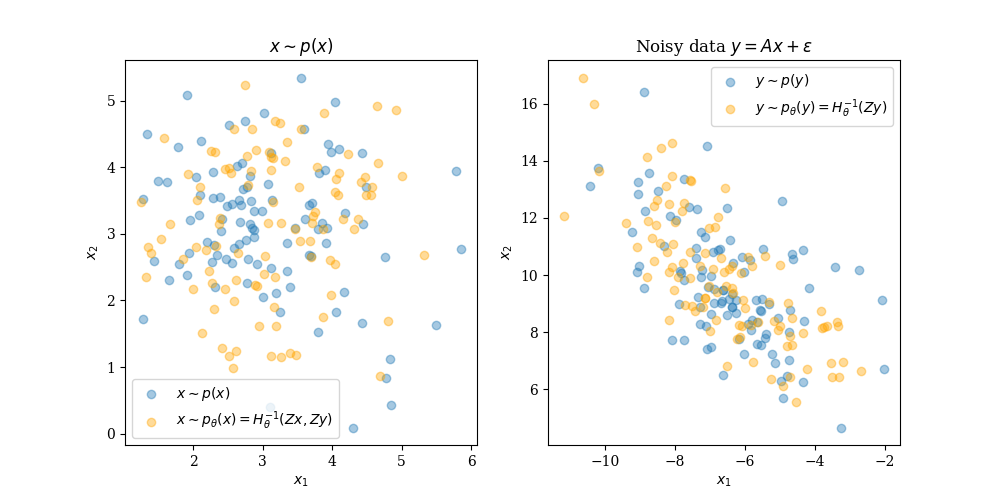 x ∼ p(x)
5
4
3
2
1
0
x₂
2
3
4
5
6
x₁
x ∼ p(x)
x ∼ p_θ(x) = H_θ^{-1}(Zx, Zy)
Noisy data y = Ax + ε
16
14
12
10
8
6
x₂
−10
−8
−6
−4
−2
x₁
y ∼ p(y)
y ∼ p_θ(y) = H_θ^{-1}(Zy)